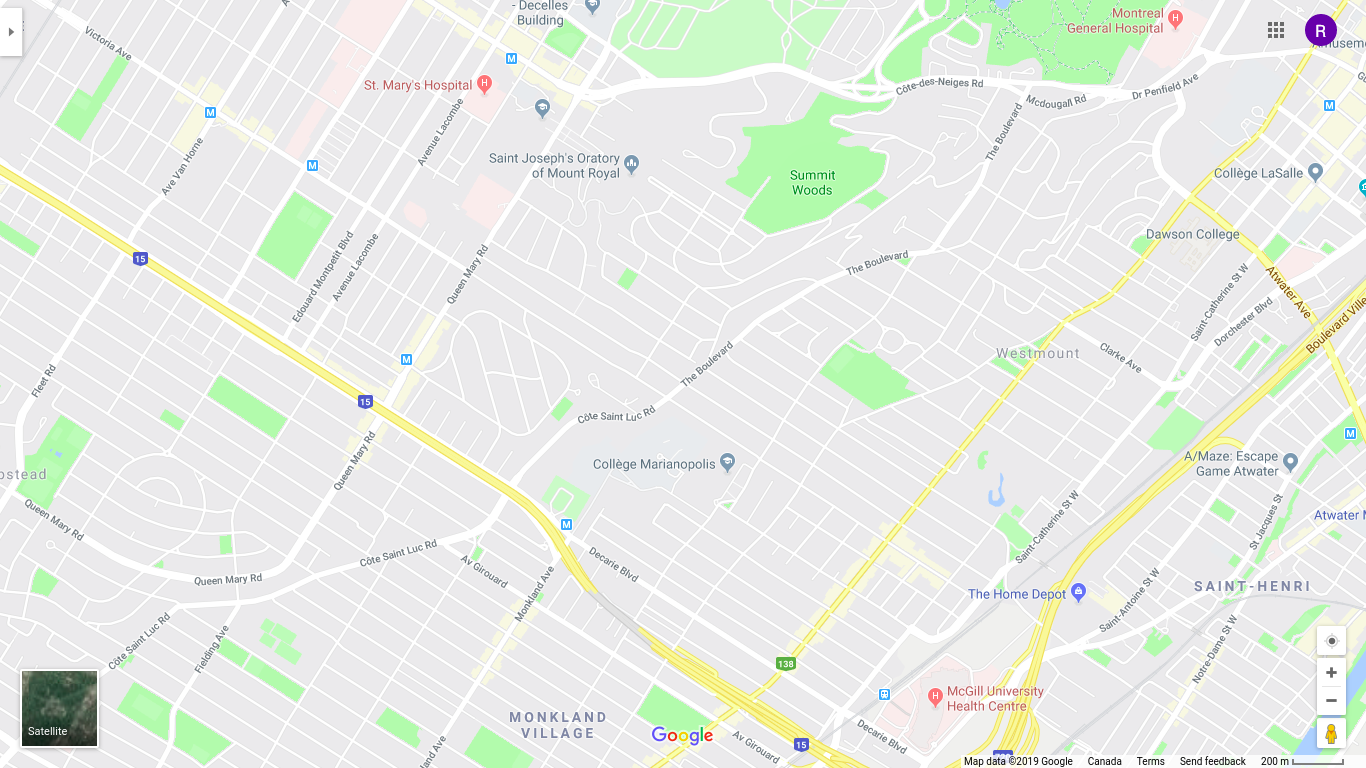 - Decelles
Building
Montreal
General Hospital
R
Amuseme
Victoria Ave
M
St. Mary's Hospital
H
H
Côte-des-Neiges Rd
Mcdougall Rd
Dr Penfield Ave
M
M
M
Avenue Lacombe
The Boulevard
Ave Van Horne
Saint Joseph's Oratory
of Mount Royal
Summit
Woods
Collège LaSalle
Dawson College
15
Edouard Montpetit Blvd
Avenue Lacombe
Queen Mary Rd
The Boulevard
Saint-Catherine St W
Atwater Ave
Dorchester Blvd
Boulevard Ville
Westmount
Clarke Ave
M
Fleet Rd
The Boulevard
15
Côte Saint Luc Rd
M
Collège Marianopolis
A/Maze: Escape
Game Atwater
pstead
Queen Mary Rd
Queen Mary Rd
M
Saint-Catherine St W
St Jacques St
Atwater M
Côte Saint Luc Rd
Av Girouard
Decarie Blvd
Queen Mary Rd
Monkland Ave
The Home Depot
SAINT-HENRI
Saint-Antoine St W
Côte Saint Luc Rd
Fielding Ave
138
Notre-Dame St W
McGill University
Health Centre
H
MONKLAND
VILLAGE
Google
Decarie Blvd
Av Girouard
15
kland Ave
Satellite
Map data ©2019 Google
Canada
Terms
Send feedback
200 m